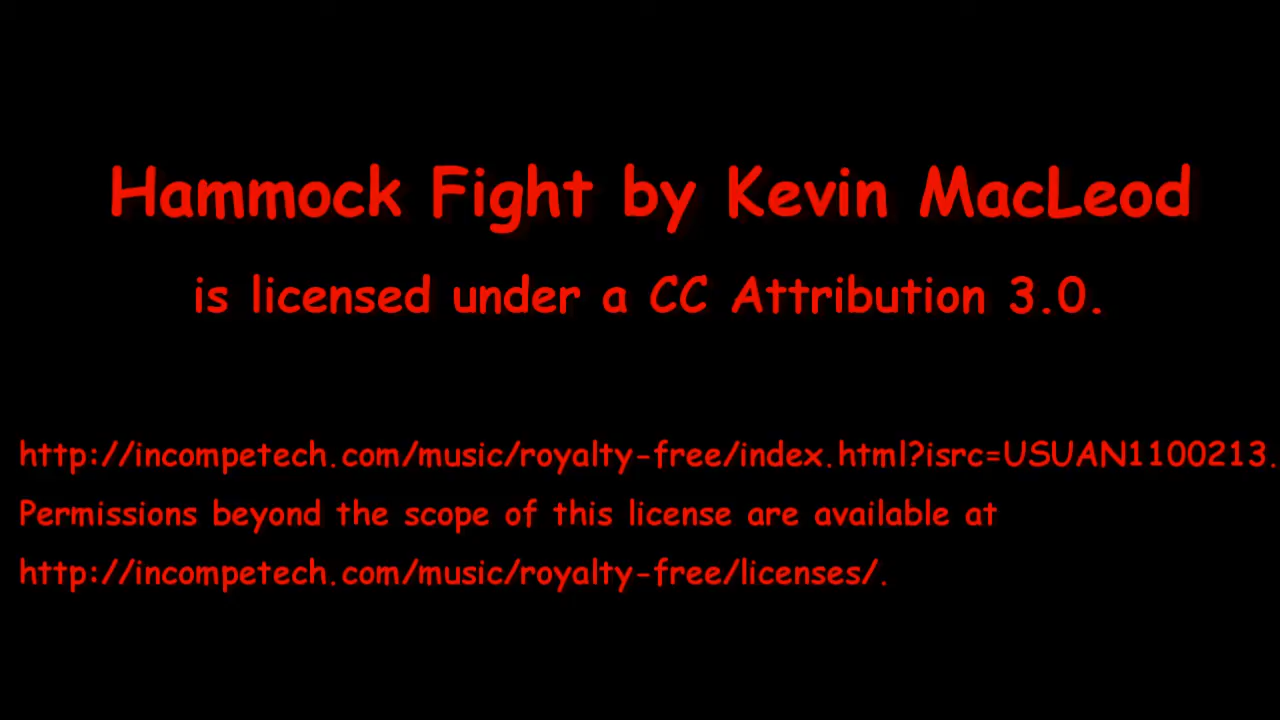 Hammock Fight by Kevin MacLeod
is licensed under a CC Attribution 3.0.
http://incompetech.com/music/royalty-free/index.html?isrc=USUAN1100213.
Permissions beyond the scope of this license are available at
http://incompetech.com/music/royalty-free/licenses/.